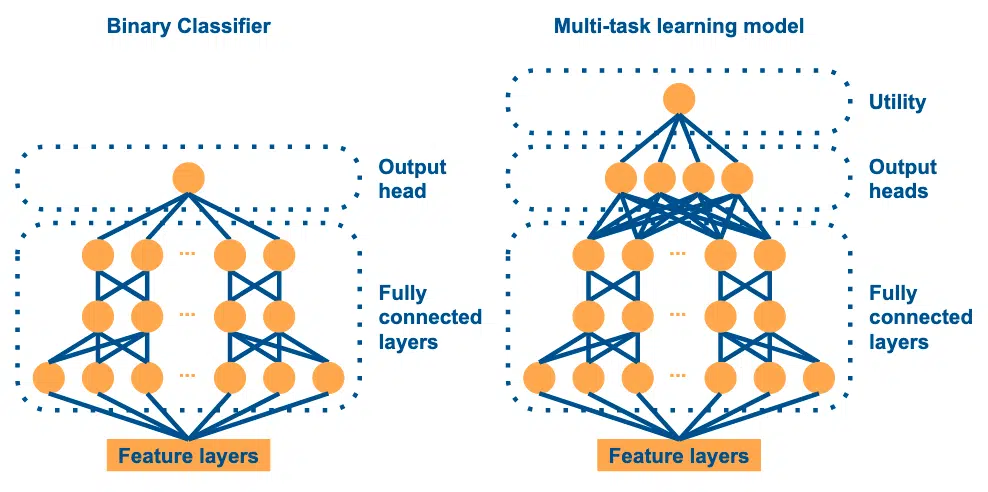 Binary Classifier
Output
head
...
...
Fully
connected
layers
...
Feature layers
Multi-task learning model
Utility
Output
heads
...
...
Fully
connected
layers
...
Feature layers